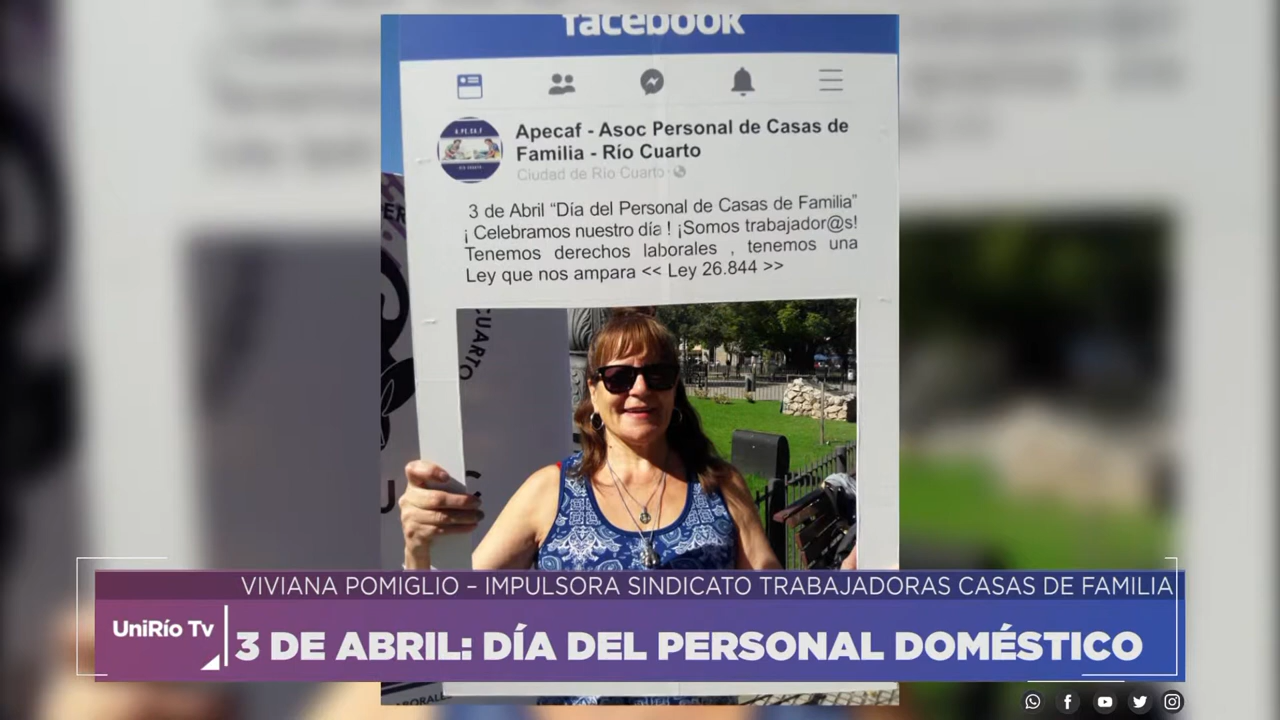 facebook
Apecaf - Asoc Personal de Casas de
Familia - Río Cuarto
Ciudad de Río Cuarto
3 de Abril “Día del Personal de Casas de Familia”
¡ Celebramos nuestro día ! ¡Somos trabajador@s!
Tenemos derechos laborales , tenemos una
Ley que nos ampara << Ley 26.844 >>
CUARTO
VIVIANA POMIGLIO – IMPULSORA SINDICATO TRABAJADORAS CASAS DE FAMILIA
UniRío Tv
3 DE ABRIL: DÍA DEL PERSONAL DOMÉSTICO